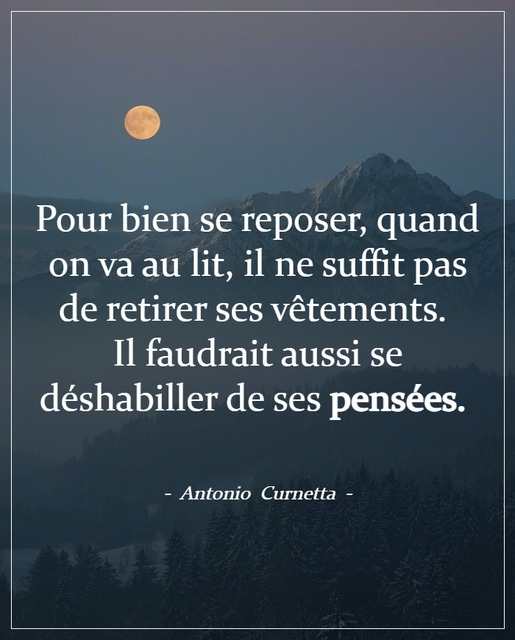 Pour bien se reposer, quand
on va au lit, il ne suffit pas
de retirer ses vêtements.
Il faudrait aussi se
déshabiller de ses pensées.
- Antonio Curnetta -